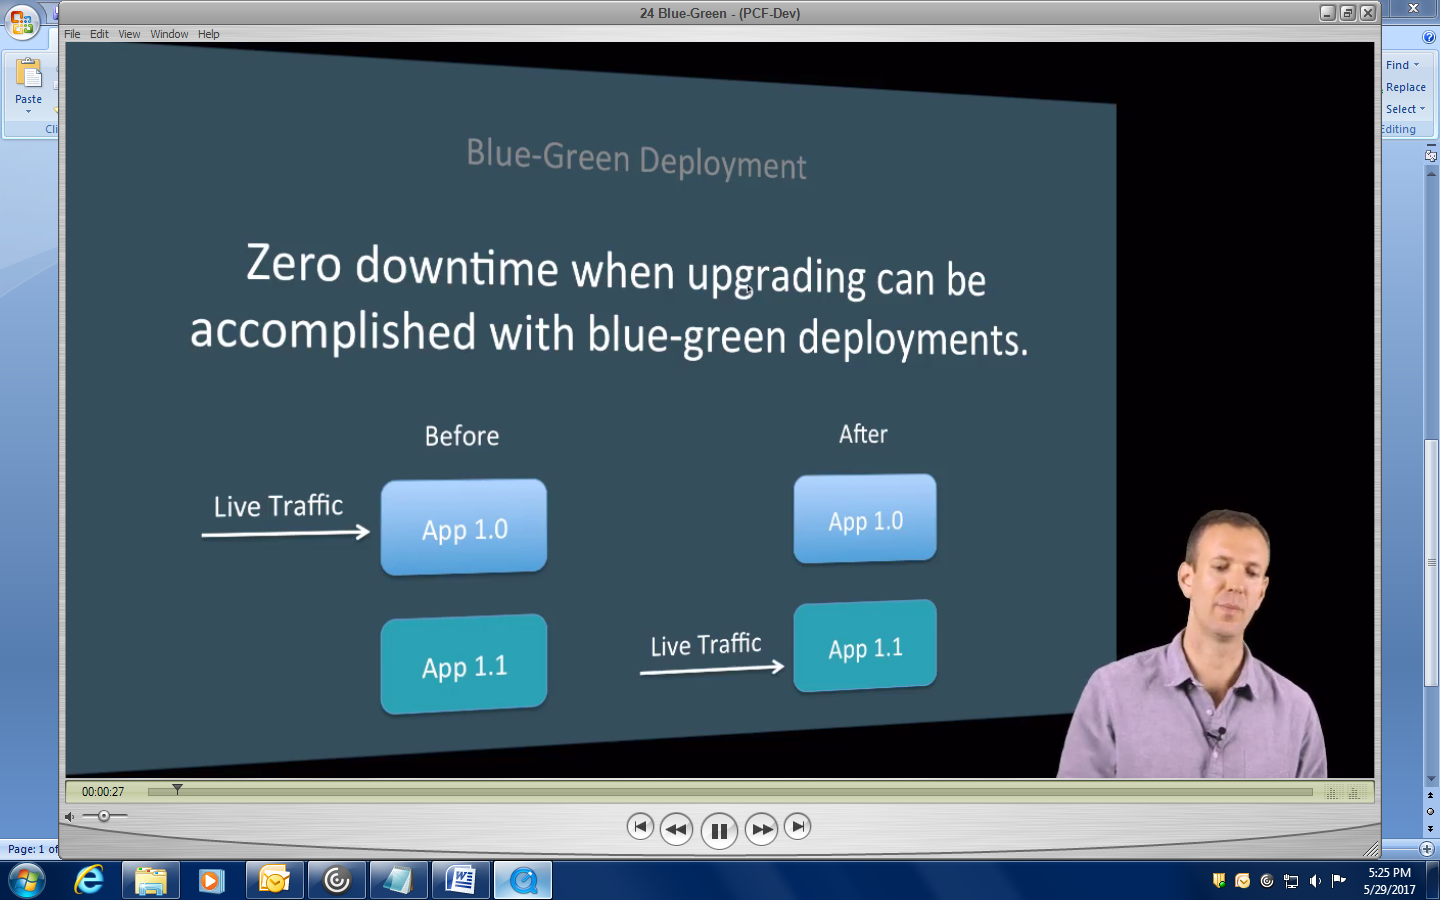 24 Blue-Green - (PCF-Dev)
File Edit View Window Help
Paste
Find
Replace
Select
Editing
Blue-Green Deployment
Zero downtime when upgrading can be
accomplished with blue-green deployments.
Before
After
Live Traffic
App 1.0
App 1.0
App 1.1
Live Traffic
App 1.1
00:00:27
Page: 1 of
5:25 PM
5/29/2017